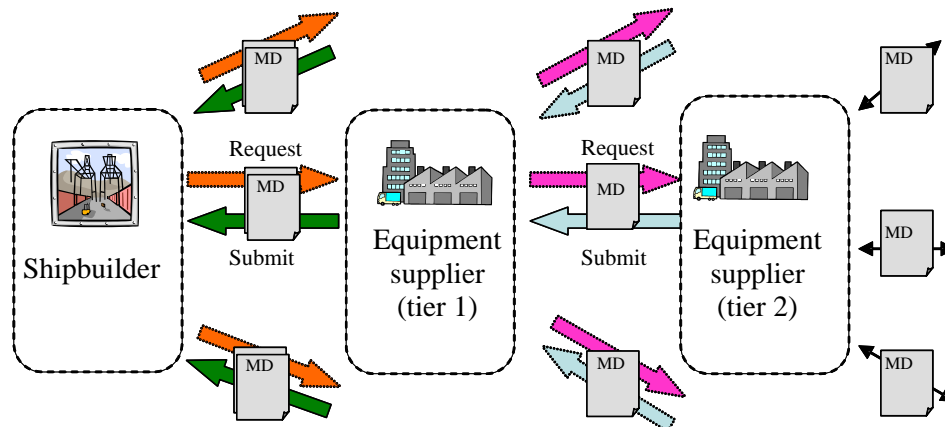 MD
MD
MD
Request
MD
Submit
Shipbuilder
Equipment
supplier
(tier 1)
Request
MD
Submit
Equipment
supplier
(tier 2)
MD
MD
MD
MD